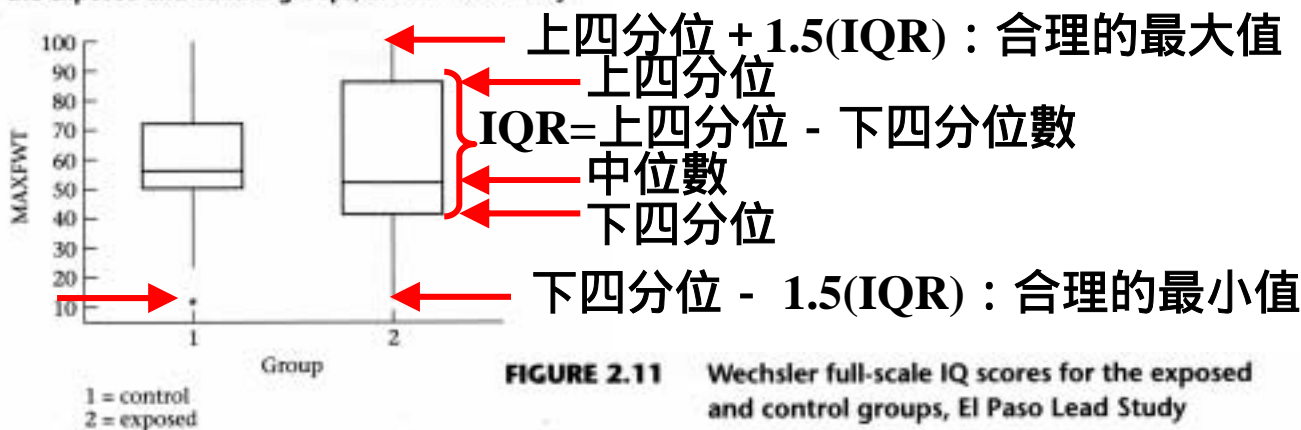 上四分位 + 1.5(IQR)：合理的最大值
上四分位
IQR=上四分位 - 下四分位數
中位數
下四分位
下四分位 - 1.5(IQR)：合理的最小值
MAXFWT
100
90
80
70
60
50
40
30
20
10
1
2
Group
1 = control
2 = exposed
FIGURE 2.11 Wechsler full-scale IQ scores for the exposed
and control groups, El Paso Lead Study